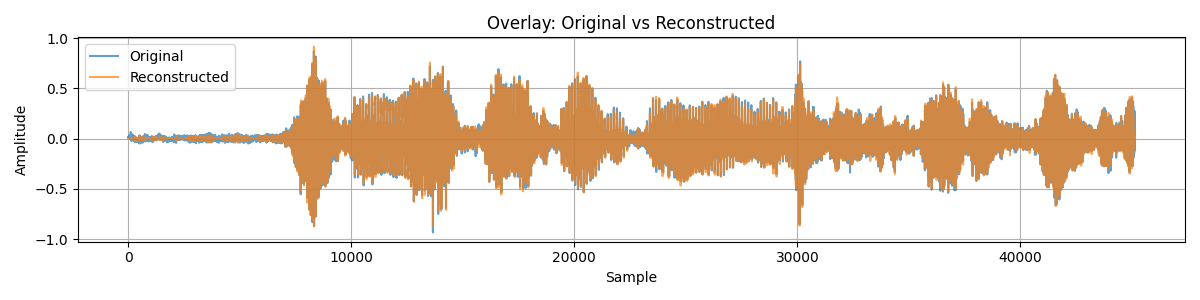 Overlay: Original vs Reconstructed
Original
Reconstructed
Amplitude
1.0
0.5
0.0
−0.5
−1.0
0
10000
20000
30000
40000
Sample